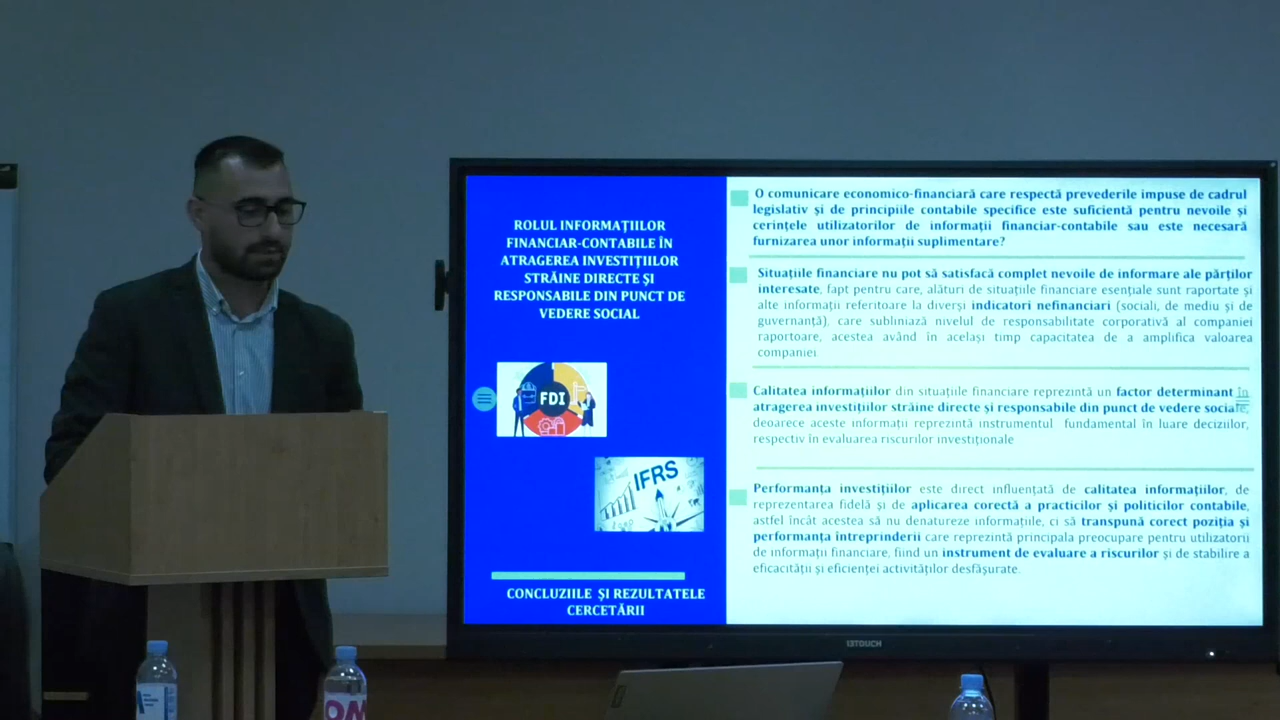 ROLUL INFORMAȚIILOR
FINANCIAR-CONTABILE ÎN
ATRAGEREA INVESTIȚIILOR
STRĂINE DIRECTE ȘI
RESPONSABILE DIN PUNCT DE
VEDERE SOCIAL
FDI
IFRS
CONCLUZIILE ȘI REZULTATELE
CERCETĂRII
O comunicare economico-financiară care respectă prevederile impuse de cadrul
legislativ și de principiile contabile specifice este suficientă pentru nevoile și
cerințele utilizatorilor de informații financiar-contabile sau este necesară
furnizarea unor informații suplimentare?
Situațiile financiare nu pot să satisfacă complet nevoile de informare ale părților
interesate, fapt pentru care, alături de situațiile financiare esențiale sunt raportate și
alte informații referitoare la diverși indicatori nefinanciari (sociali, de mediu și de
guvernanță), care subliniază nivelul de responsabilitate corporativă al companiei
raportoare, acestea având în același timp capacitatea de a amplifica valoarea
companiei
Calitatea informațiilor din situațiile financiare reprezintă un factor determinant în
atragerea investițiilor străine directe și responsabile din punct de vedere sociale,
deoarece aceste informații reprezintă instrumentul fundamental în luare deciziilor,
respectiv în evaluarea riscurilor investiționale
Performanța investițiilor este direct influențată de calitatea informațiilor, de
reprezentarea fidelă și de aplicarea corectă a practicilor și politicilor contabile,
astfel încât acestea să nu denatureze informațiile, ci să transpună corect poziția și
performanța întreprinderii care reprezintă principala preocupare pentru utilizatorii
de informații financiare, fiind un instrument de evaluare a riscurilor și de stabilire a
eficacității și eficienței activităților desfășurate.
OM